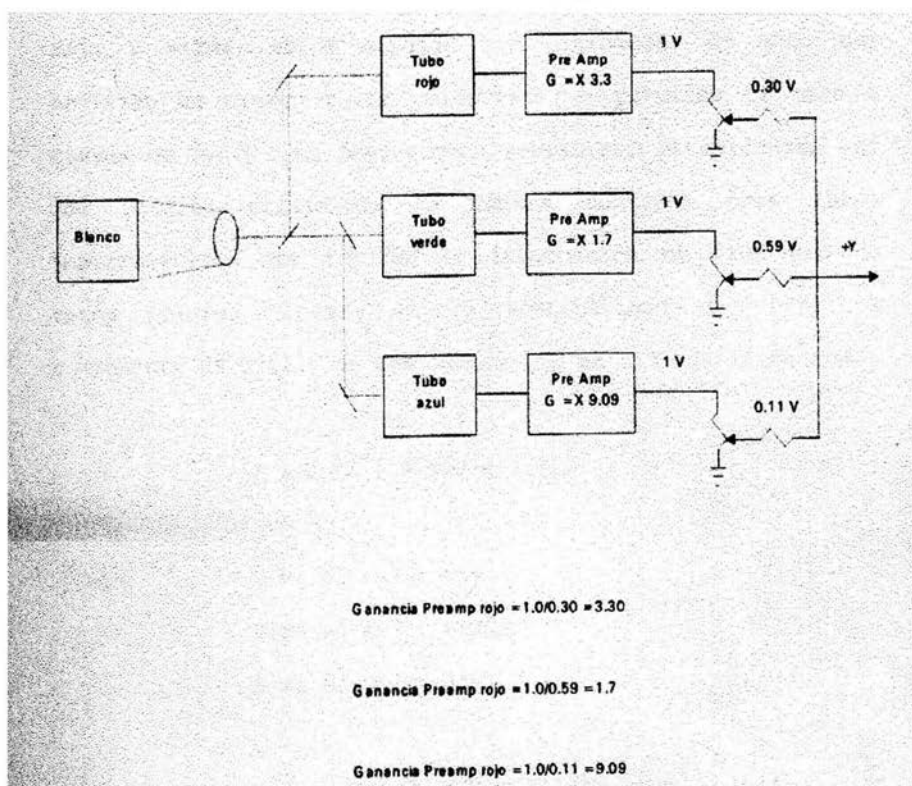 1 V
Tubo
rojo
Pre Amp
G =X 3.3
0.30 V
Blanco
Tubo
verde
Pre Amp
G =X 1.7
1 V
0.59 V
+Y
Tubo
azul
Pre Amp
G =X 9.09
1 V
0.11 V
Ganancia Preamp rojo =1.0/0.30 =3.30
Ganancia Preamp rojo =1.0/0.59 =1.7
Ganancia Preamp rojo =1.0/0.11 =9.09